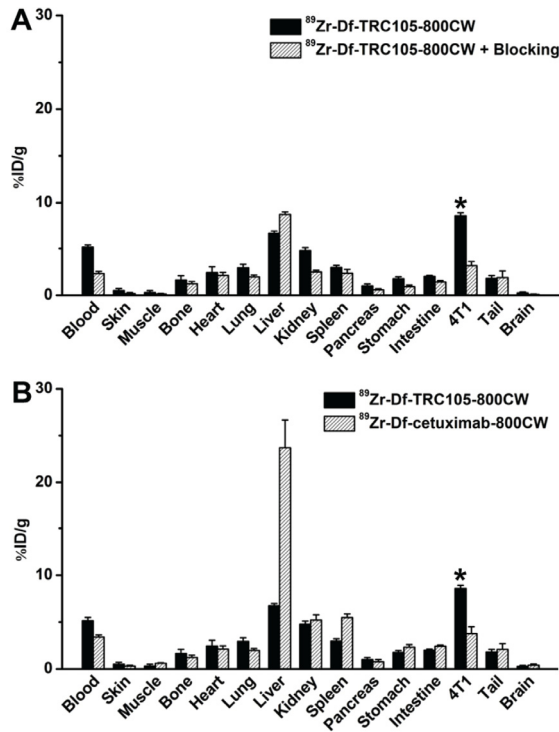 A
⁸⁹Zr-Df-TRC105-800CW
⁸⁹Zr-Df-TRC105-800CW + Blocking
30
20
10
0
%ID/g
*
Blood
Skin
Muscle
Bone
Heart
Lung
Liver
Kidney
Spleen
Pancreas
Stomach
Intestine
4T1
Tail
Brain
B
⁸⁹Zr-Df-TRC105-800CW
⁸⁹Zr-Df-cetuximab-800CW
30
20
10
0
%ID/g
*
Blood
Skin
Muscle
Bone
Heart
Lung
Liver
Kidney
Spleen
Pancreas
Stomach
Intestine
4T1
Tail
Brain